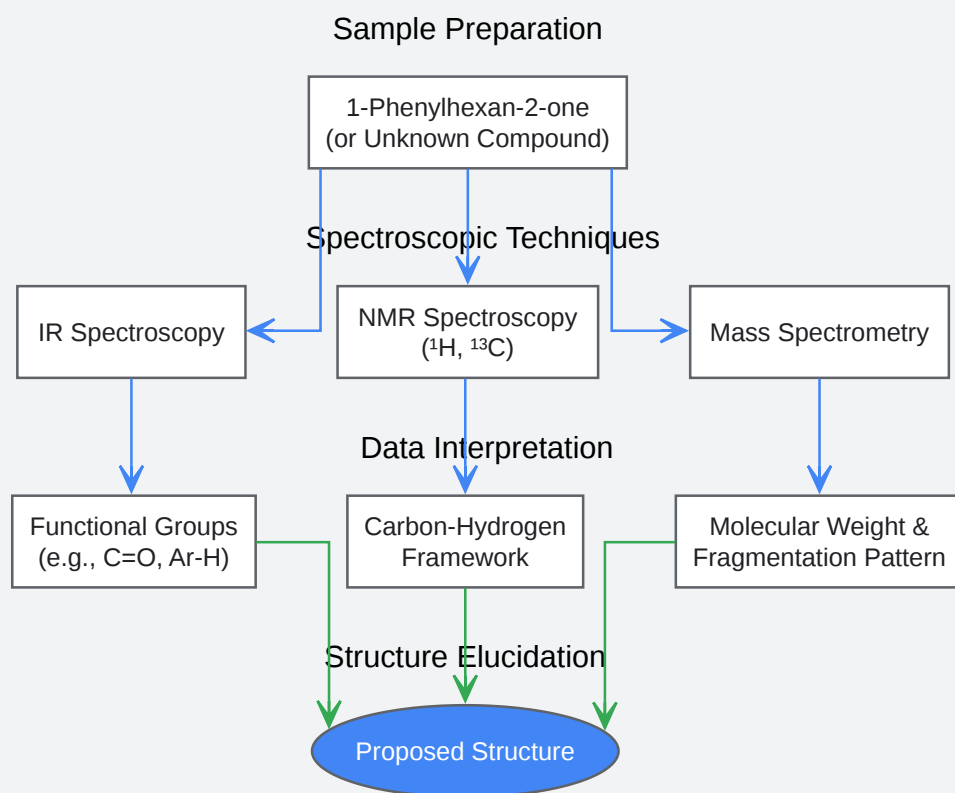 Sample Preparation
1-Phenylhexan-2-one
(or Unknown Compound)
Spectroscopic Techniques
IR Spectroscopy
NMR Spectroscopy
(¹H, ¹³C)
Mass Spectrometry
Data Interpretation
Functional Groups
(e.g., C=O, Ar-H)
Carbon-Hydrogen
Framework
Molecular Weight &
Fragmentation Pattern
Structure Elucidation
Proposed Structure